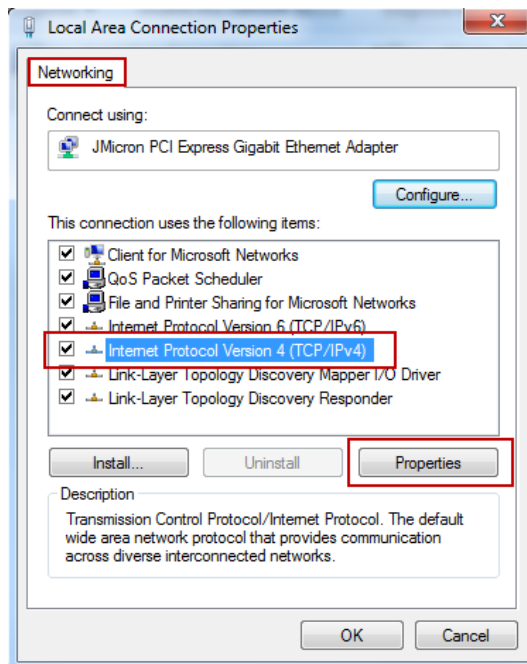 Local Area Connection Properties
Networking
Connect using:
JMicron PCI Express Gigabit Ethernet Adapter
Configure...
This connection uses the following items:
Client for Microsoft Networks
QoS Packet Scheduler
File and Printer Sharing for Microsoft Networks
Internet Protocol Version 6 (TCP/IPv6)
Internet Protocol Version 4 (TCP/IPv4)
Link-Layer Topology Discovery Mapper I/O Driver
Link-Layer Topology Discovery Responder
Install... Uninstall Properties
Description
Transmission Control Protocol/Internet Protocol. The default
wide area network protocol that provides communication
across diverse interconnected networks.
OK Cancel